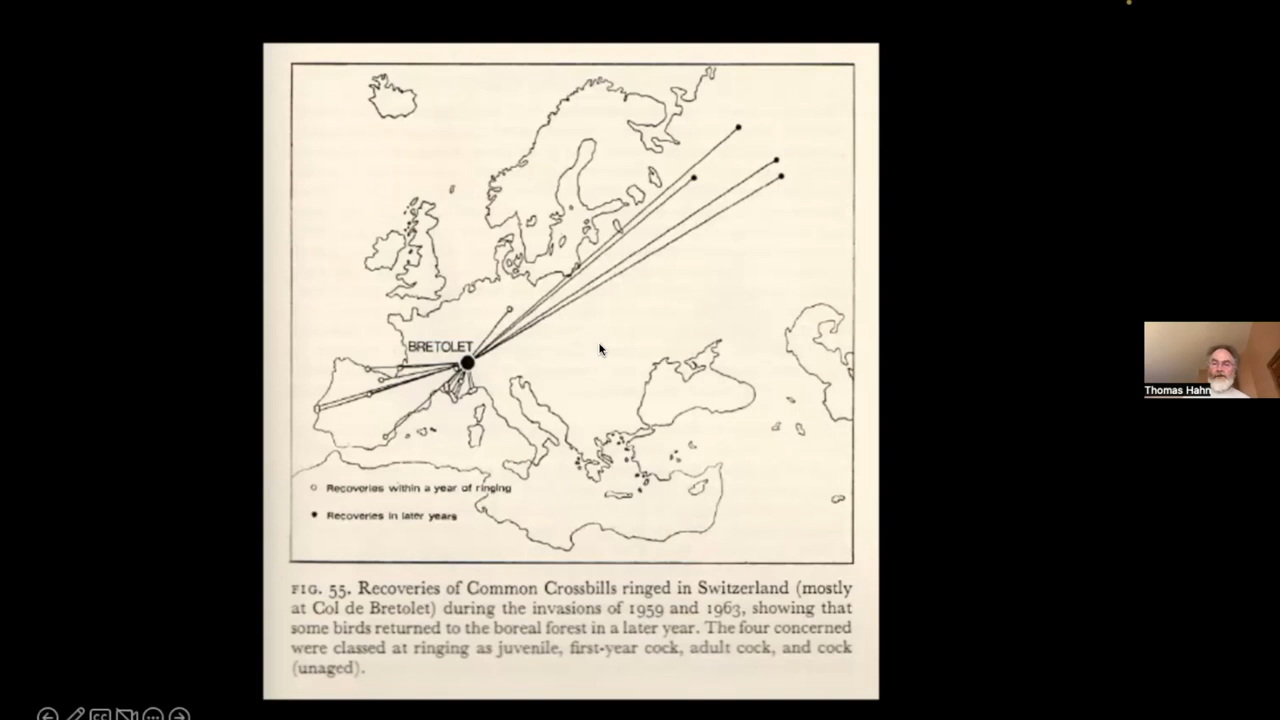 BRETOLET
Recoveries within a year of ringing
Recoveries in later years
FIG. 55. Recoveries of Common Crossbills ringed in Switzerland (mostly
at Col de Bretolet) during the invasions of 1959 and 1963, showing that
some birds returned to the boreal forest in a later year. The four concerned
were classed at ringing as juvenile, first-year cock, adult cock, and cock
(unaged).
Thomas Hahn
CC